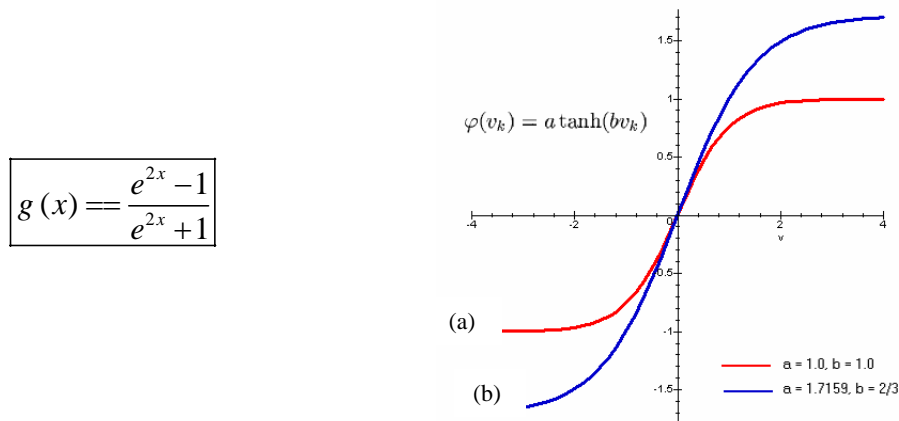 g (x) == \frac{e^{2x} - 1}{e^{2x} + 1}
φ(v_k) = a tanh(bv_k)
1.5
1
0.5
-4
-2
0
2
4
v
-0.5
-1
-1.5
(a)
(b)
a = 1.0, b = 1.0
a = 1.7159, b = 2/3